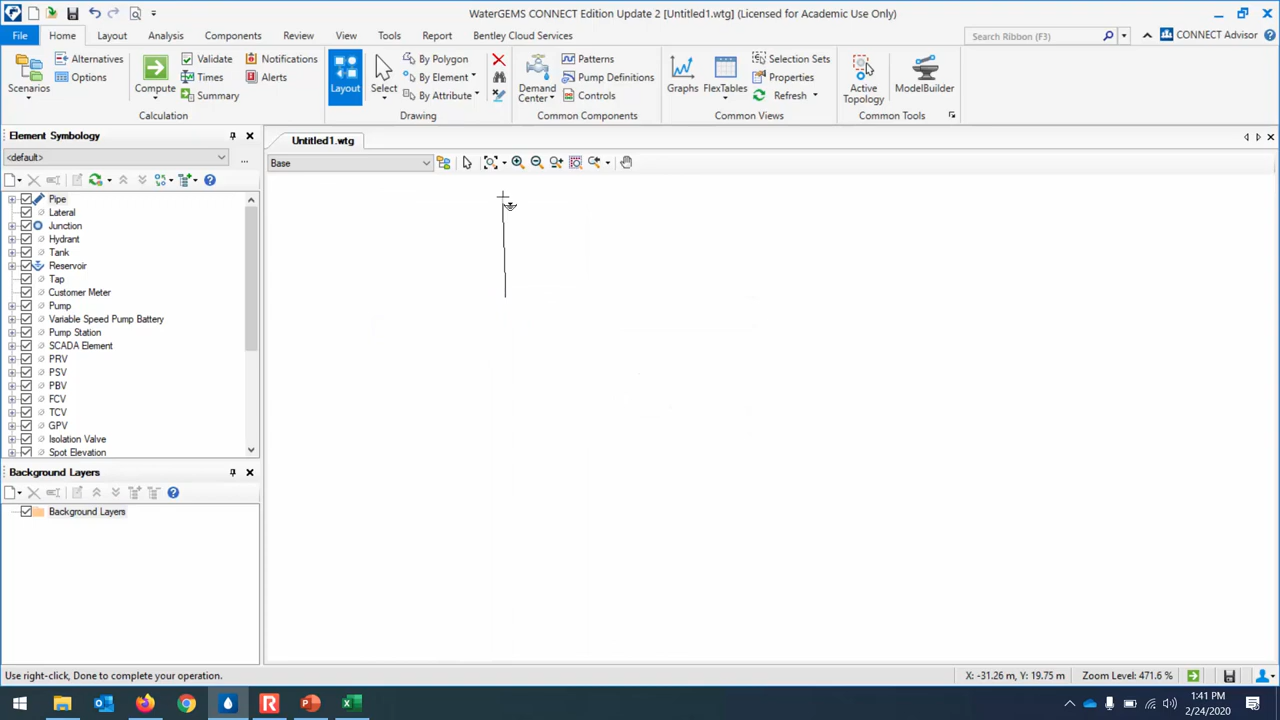 WaterGEMS CONNECT Edition Update 2 [Untitled1.wtg] (Licensed for Academic Use Only)
File Home Layout Analysis Components Review View Tools Report Bentley Cloud Services Search Ribbon (F3) CONNECT Advisor
Scenarios Alternatives Options
Compute Validate Times Summary Notifications Alerts
Calculation
Layout Select By Polygon By Element By Attribute
Drawing
Demand Center Patterns Pump Definitions Controls
Common Components
Graphs FlexTables Selection Sets Properties Refresh
Common Views
Active Topology ModelBuilder
Common Tools
Element Symbology
<default>
...
Pipe
Lateral
Junction
Hydrant
Tank
Reservoir
Tap
Customer Meter
Pump
Variable Speed Pump Battery
Pump Station
SCADA Element
PRV
PSV
PBV
FCV
TCV
GPV
Isolation Valve
Spot Elevation
Background Layers
Background Layers
Untitled1.wtg
Base
Use right-click, Done to complete your operation. X: -31.26 m, Y: 19.75 m Zoom Level: 471.6 %
1:41 PM
2/24/2020